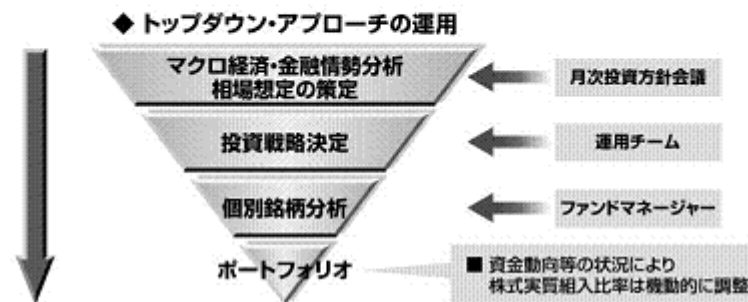 ◆ トップダウン・アプローチの運用
マクロ経済・金融情勢分析
相場想定の策定
月次投資方針会議
投資戦略決定
運用チーム
個別銘柄分析
ファンドマネージャー
ポートフォリオ
■ 資金動向等の状況により
株式実質組入比率は機動的に調整